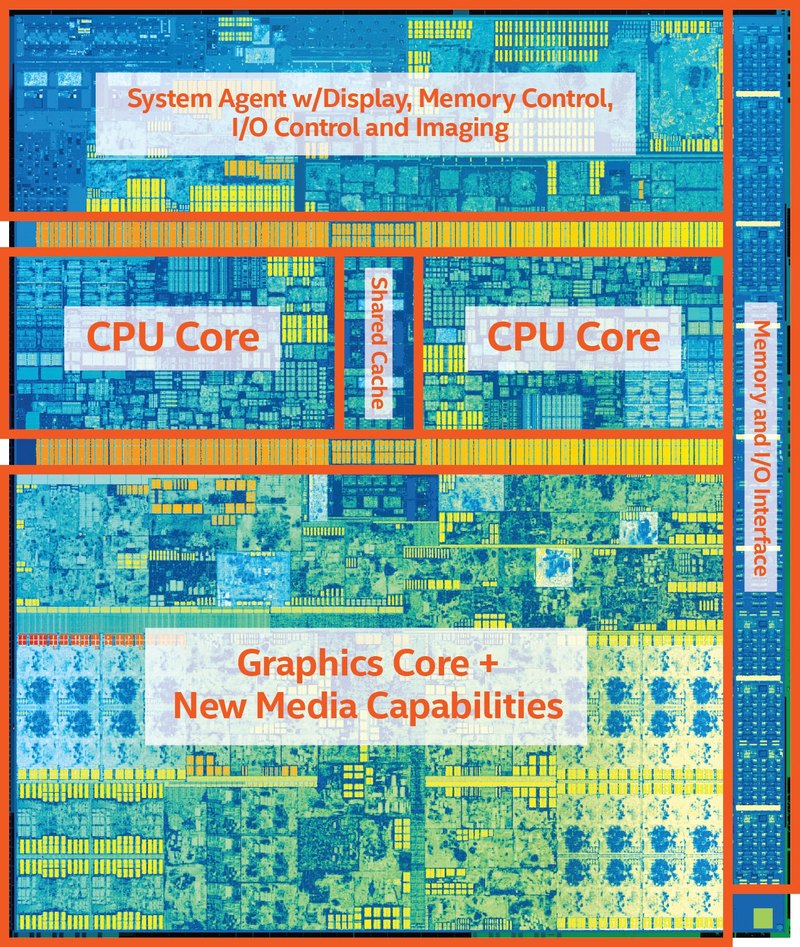 System Agent w/Display, Memory Control,
I/O Control and Imaging
CPU Core
Shared Cache
CPU Core
Memory and I/O Interface
Graphics Core +
New Media Capabilities